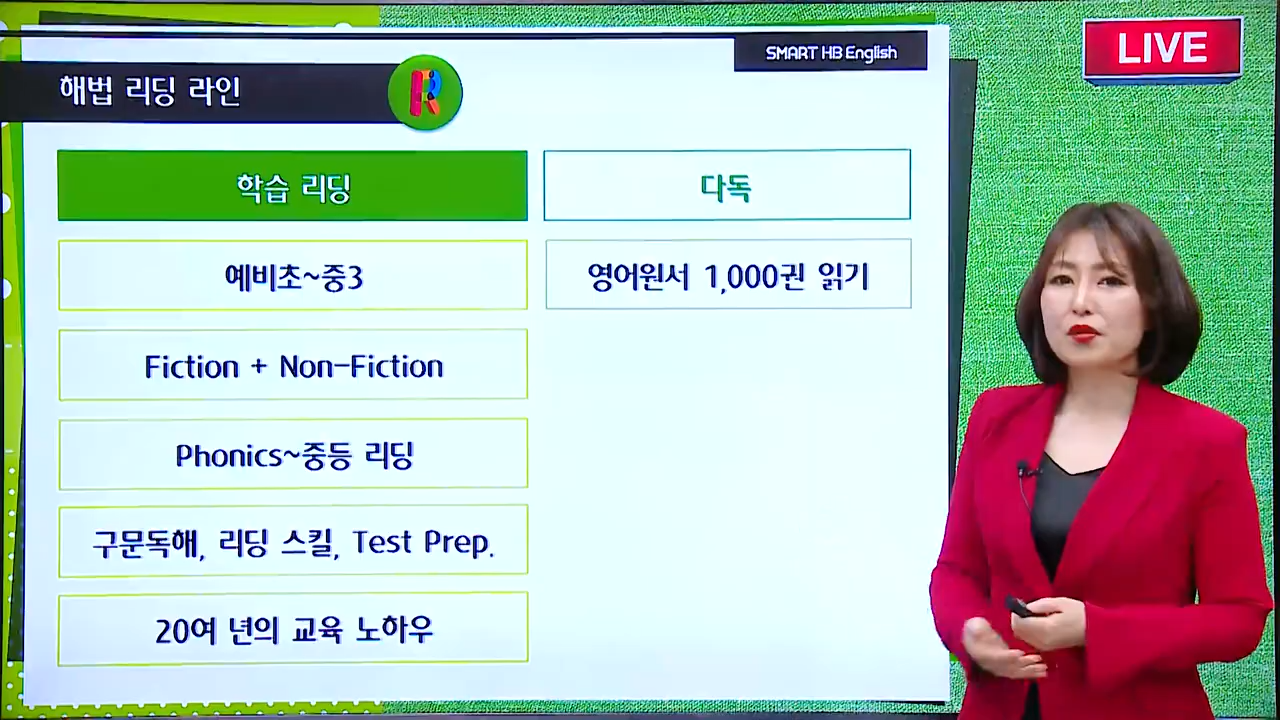 SMART HB English
LIVE
해법 리딩 라인
R
학습 리딩
다독
예비초~중3
영어원서 1,000권 읽기
Fiction + Non-Fiction
Phonics~중등 리딩
구문독해, 리딩 스킬, Test Prep.
20여 년의 교육 노하우